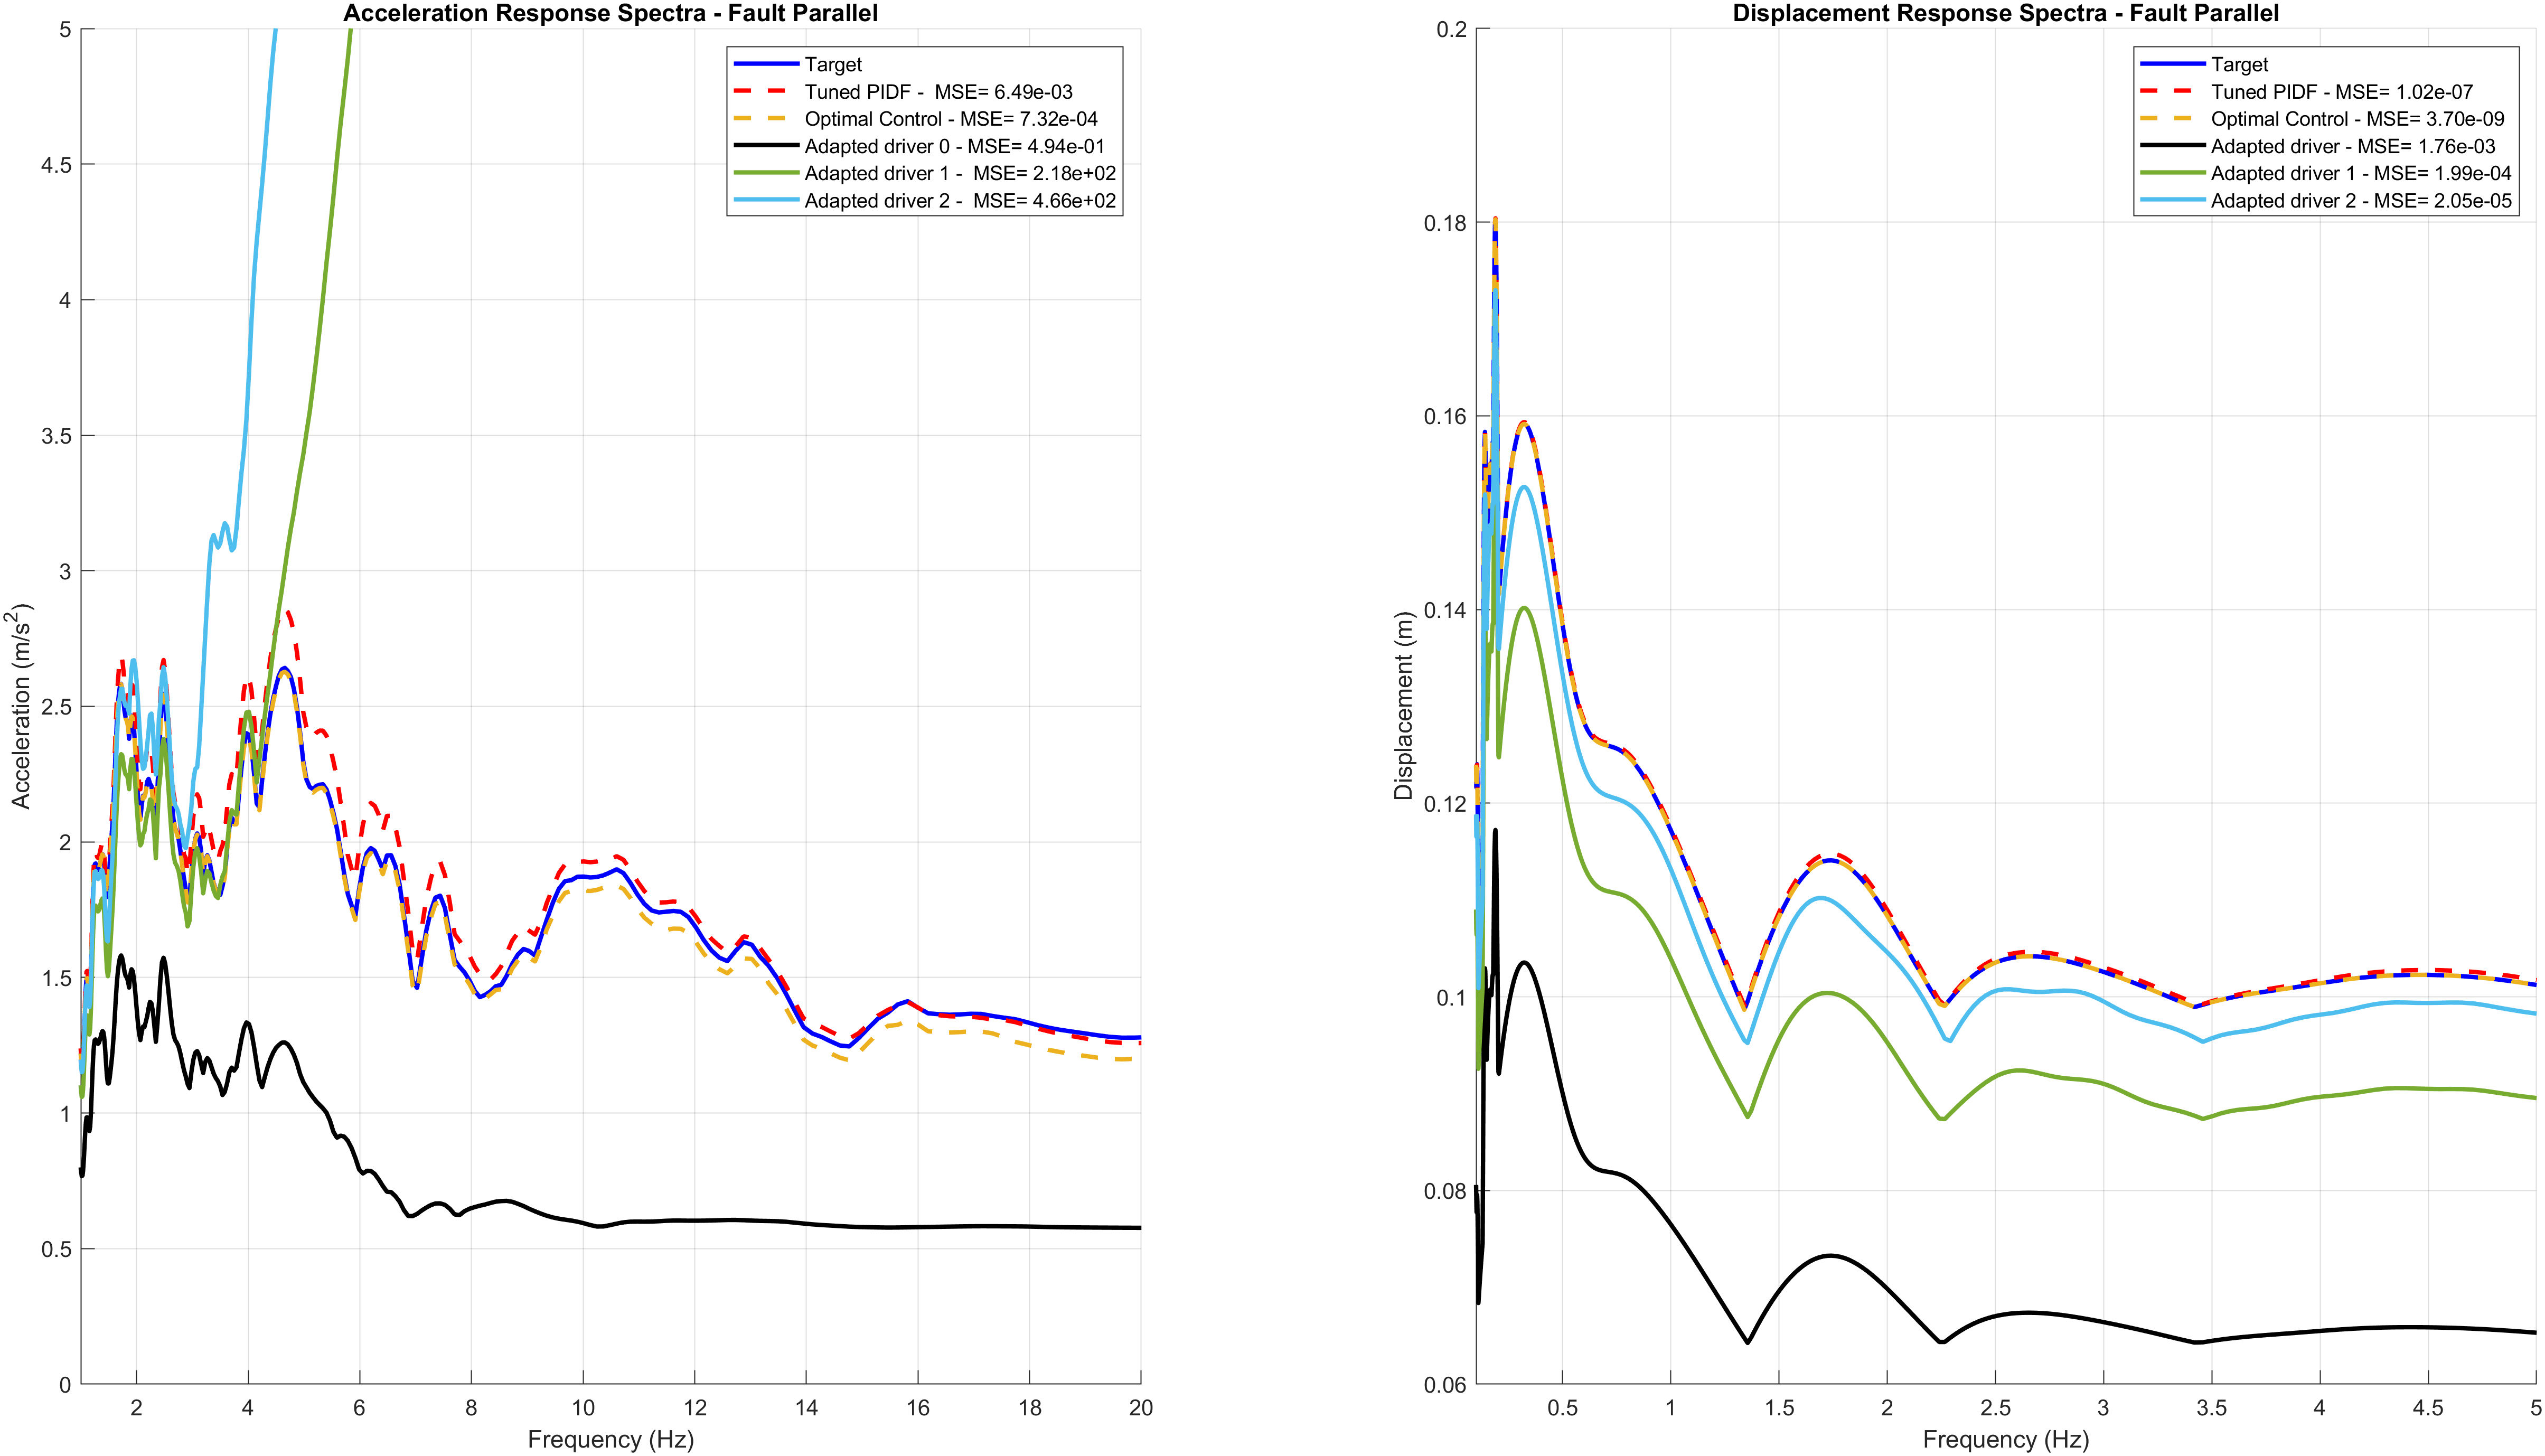 Acceleration Response Spectra - Fault Parallel
5
4.5
4
3.5
3
2.5
2
1.5
1
0.5
0
Acceleration (m/s²)
Target
Tuned PIDF -  MSE= 6.49e-03
Optimal Control - MSE= 7.32e-04
Adapted driver 0 - MSE= 4.94e-01
Adapted driver 1 -  MSE= 2.18e+02
Adapted driver 2 -  MSE= 4.66e+02
2 4 6 8 10 12 14 16 18 20
Frequency (Hz)
Displacement Response Spectra - Fault Parallel
0.2
0.18
0.16
0.14
0.12
0.1
0.08
0.06
Displacement (m)
Target
Tuned PIDF - MSE= 1.02e-07
Optimal Control - MSE= 3.70e-09
Adapted driver - MSE= 1.76e-03
Adapted driver 1 - MSE= 1.99e-04
Adapted driver 2 - MSE= 2.05e-05
0.5 1 1.5 2 2.5 3 3.5 4 4.5 5
Frequency (Hz)